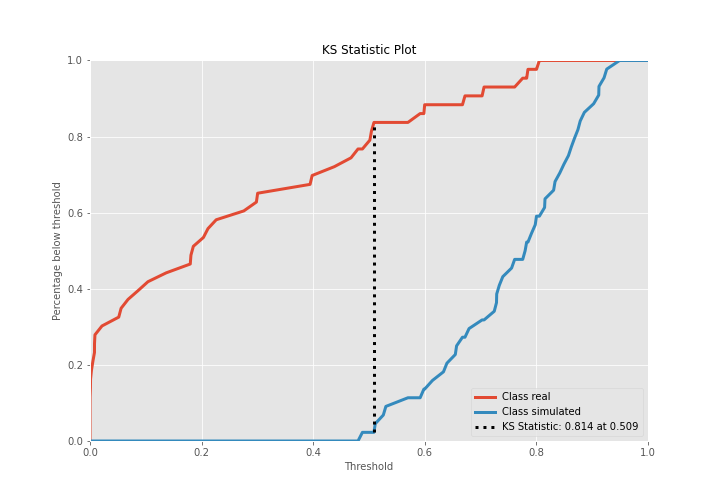 KS Statistic Plot
1.0
0.8
0.6
0.4
0.2
0.0
Percentage below threshold
Class real
Class simulated
KS Statistic: 0.814 at 0.509
0.0 0.2 0.4 0.6 0.8 1.0
Threshold